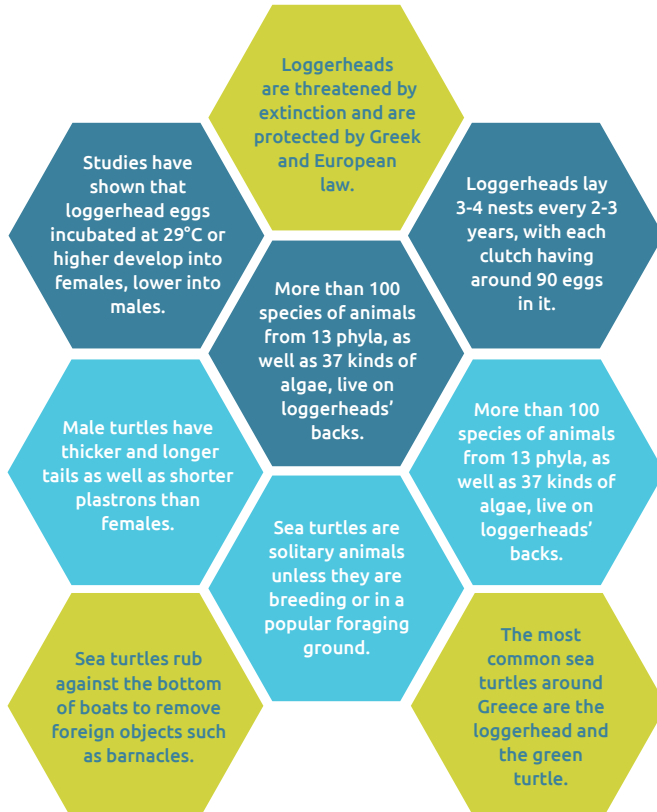 Loggerheads
are threatened by
extinction and are
protected by Greek
and European
law.
Studies have
shown that
loggerhead eggs
incubated at 29°C or
higher develop into
females, lower into
males.
Loggerheads lay
3-4 nests every 2-3
years, with each
clutch having
around 90 eggs
in it.
More than 100
species of animals
from 13 phyla, as
well as 37 kinds of
algae, live on
loggerheads'
backs.
Male turtles have
thicker and longer
tails as well as shorter
plastrons than
females.
More than 100
species of animals
from 13 phyla, as
well as 37 kinds of
algae, live on
loggerheads'
backs.
Sea turtles are
solitary animals
unless they are
breeding or in a
popular foraging
ground.
Sea turtles rub
against the bottom
of boats to remove
foreign objects such
as barnacles.
The most
common sea
turtles around
Greece are the
loggerhead and
the green
turtle.